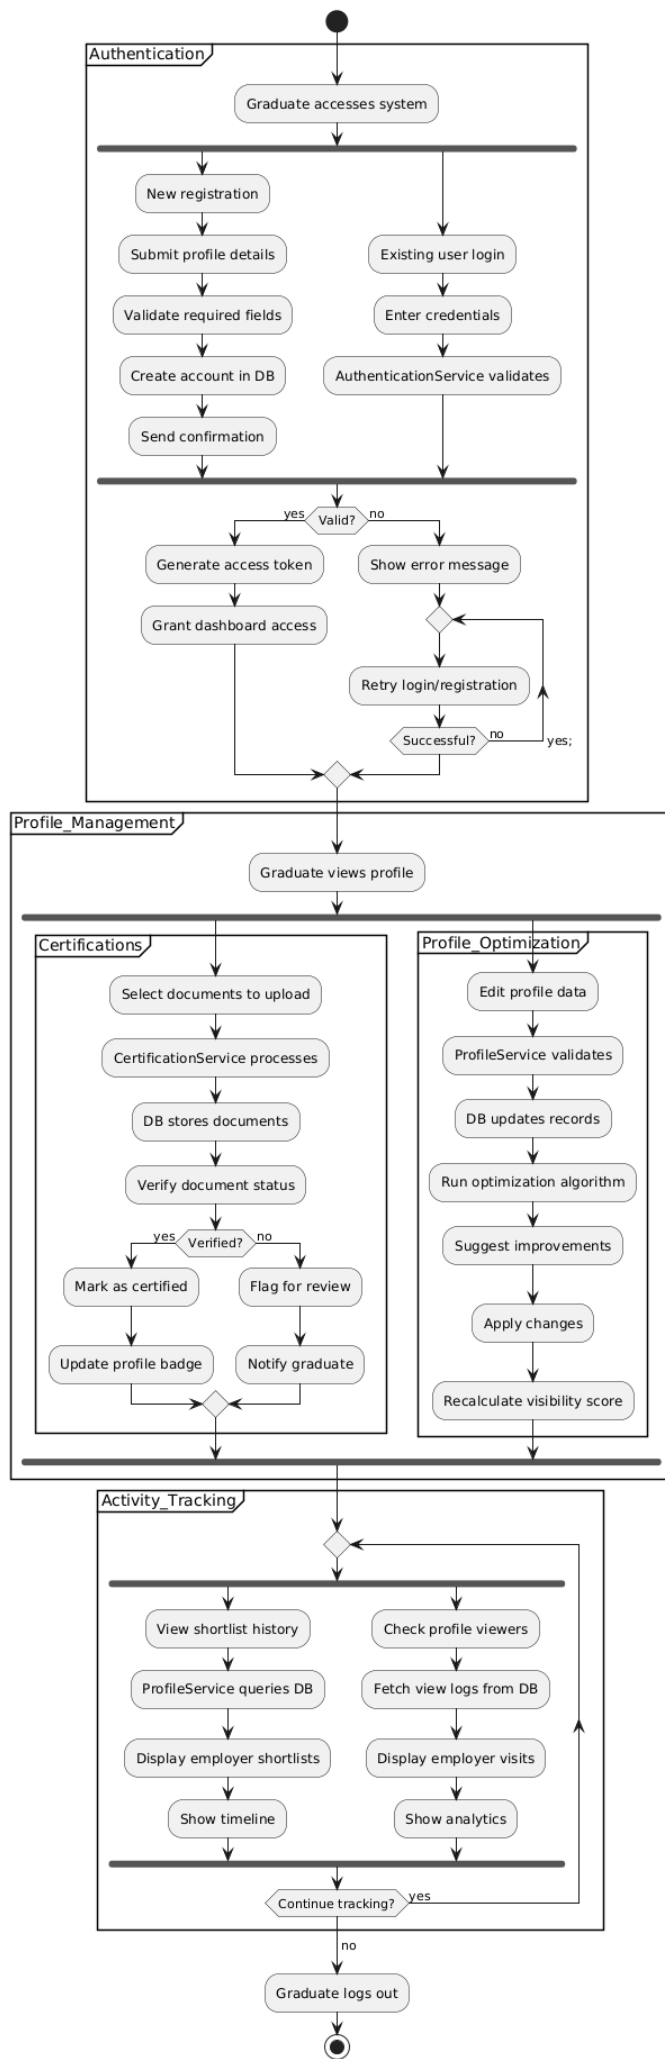 Authentication
Graduate accesses system
New registration
Submit profile details
Existing user login
Validate required fields
Enter credentials
Create account in DB
AuthenticationService validates
Send confirmation
yes
Valid?
no
Generate access token
Show error message
Grant dashboard access
Retry login/registration
Successful?
no
yes;
Profile_Management
Graduate views profile
Certifications
Profile_Optimization
Select documents to upload
Edit profile data
CertificationService processes
ProfileService validates
DB stores documents
DB updates records
Verify document status
Run optimization algorithm
yes
Verified?
no
Suggest improvements
Mark as certified
Flag for review
Apply changes
Update profile badge
Notify graduate
Recalculate visibility score
Activity_Tracking
View shortlist history
Check profile viewers
ProfileService queries DB
Fetch view logs from DB
Display employer shortlists
Display employer visits
Show timeline
Show analytics
Continue tracking?
yes
no
Graduate logs out